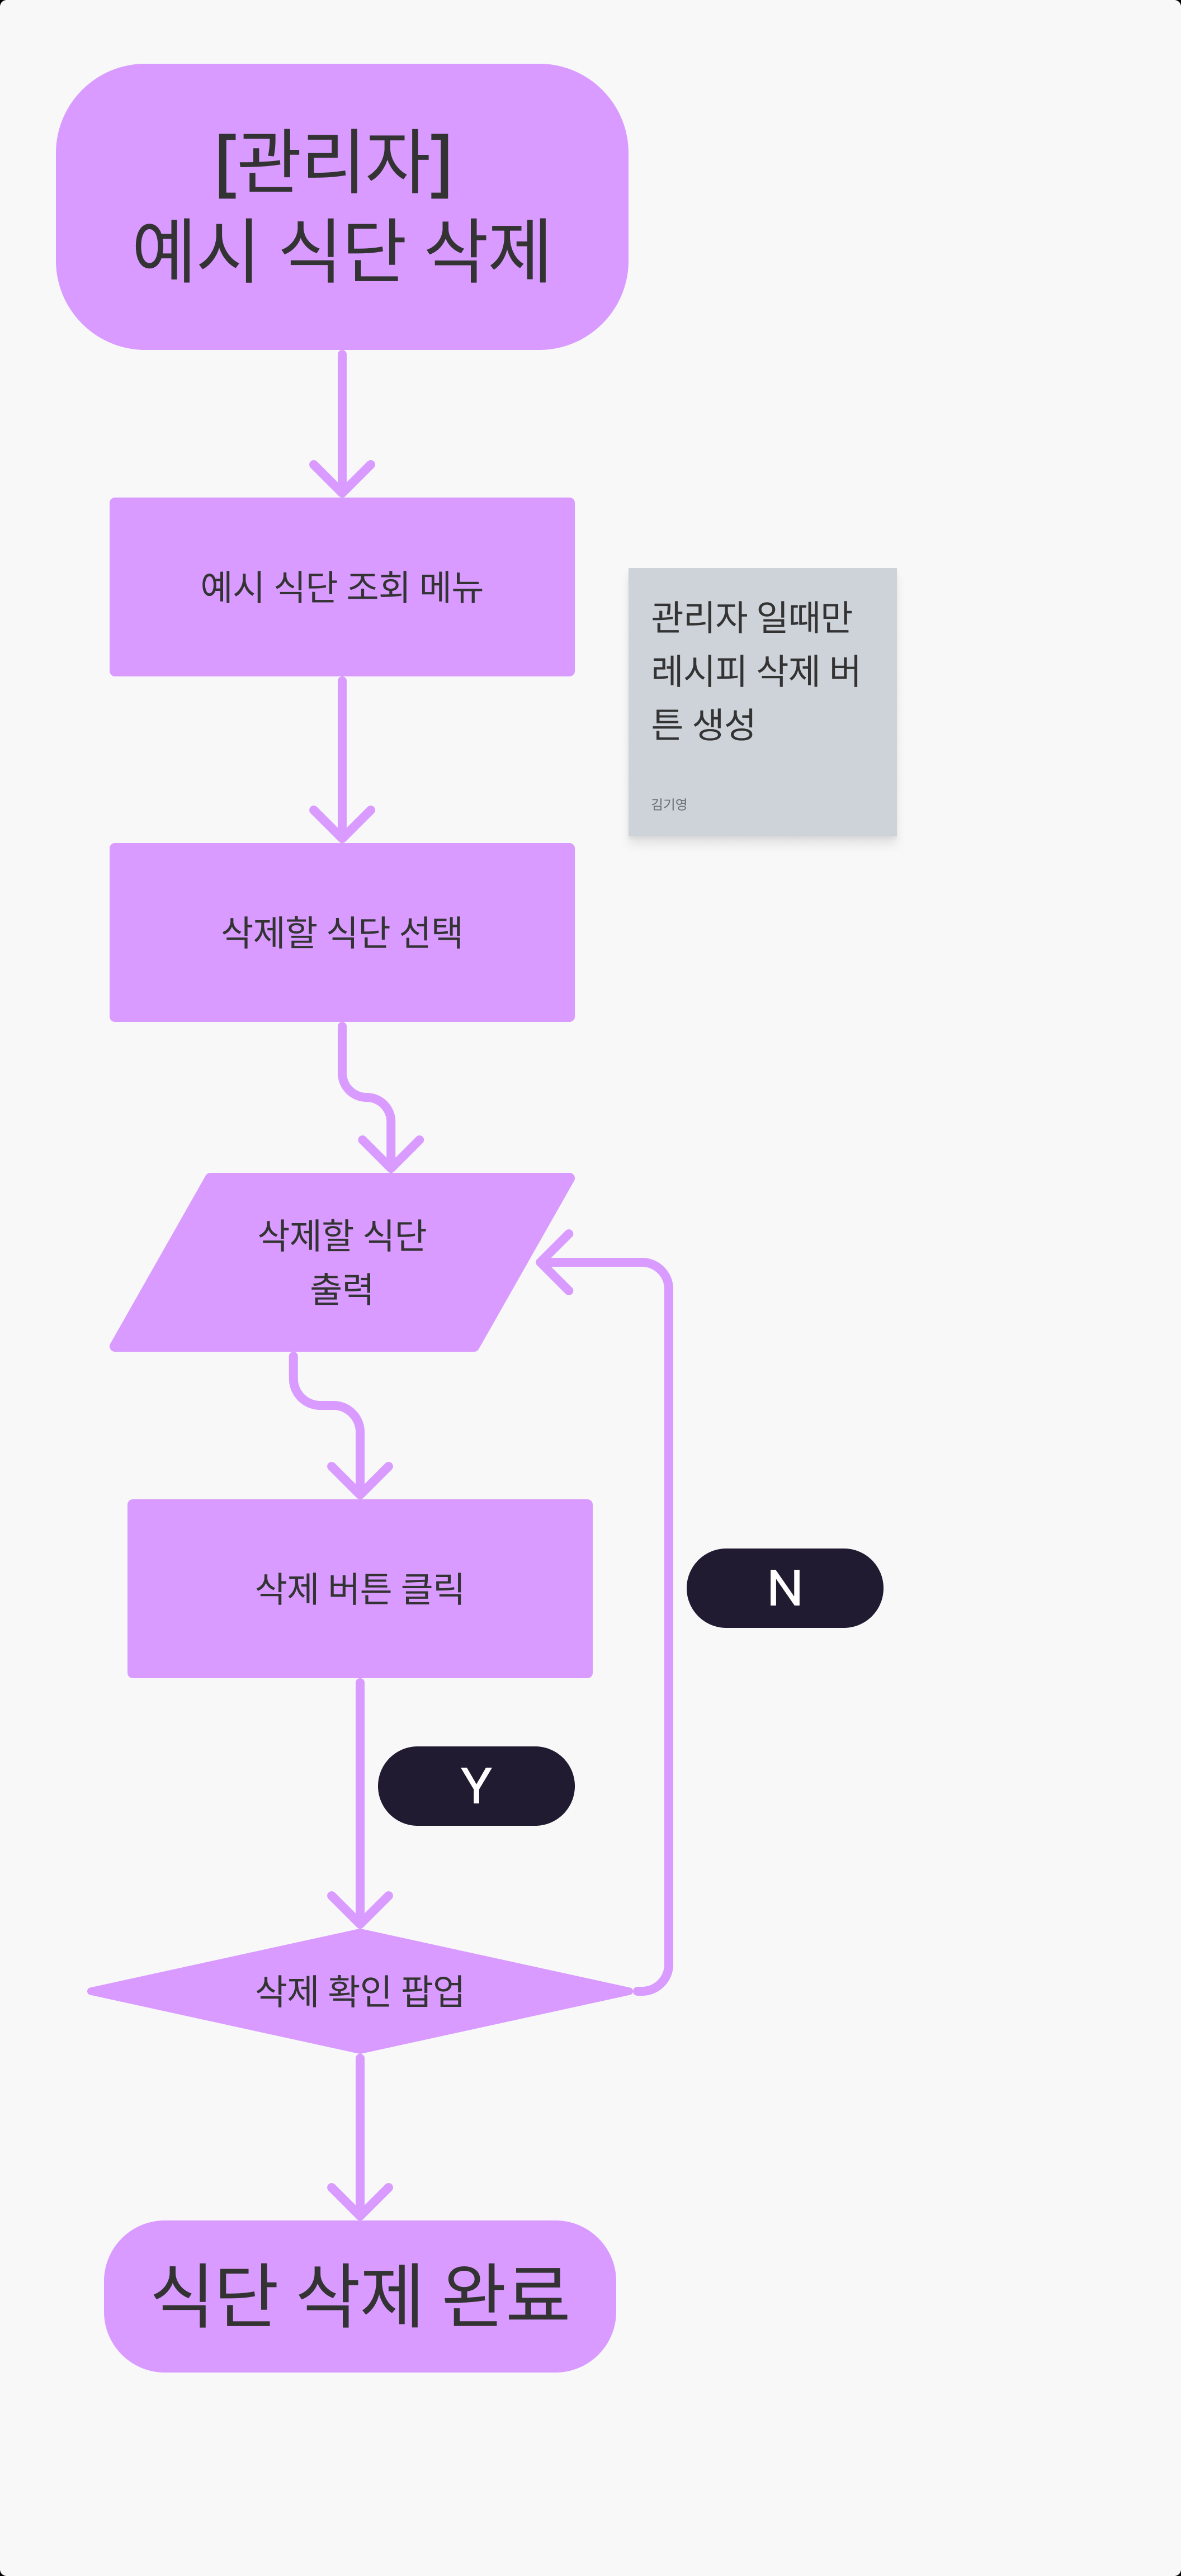 [관리자]
예시 식단 삭제
예시 식단 조회 메뉴
관리자 일때만
레시피 삭제 버
튼 생성
김기영
삭제할 식단 선택
삭제할 식단
출력
삭제 버튼 클릭
N
Y
삭제 확인 팝업
식단 삭제 완료